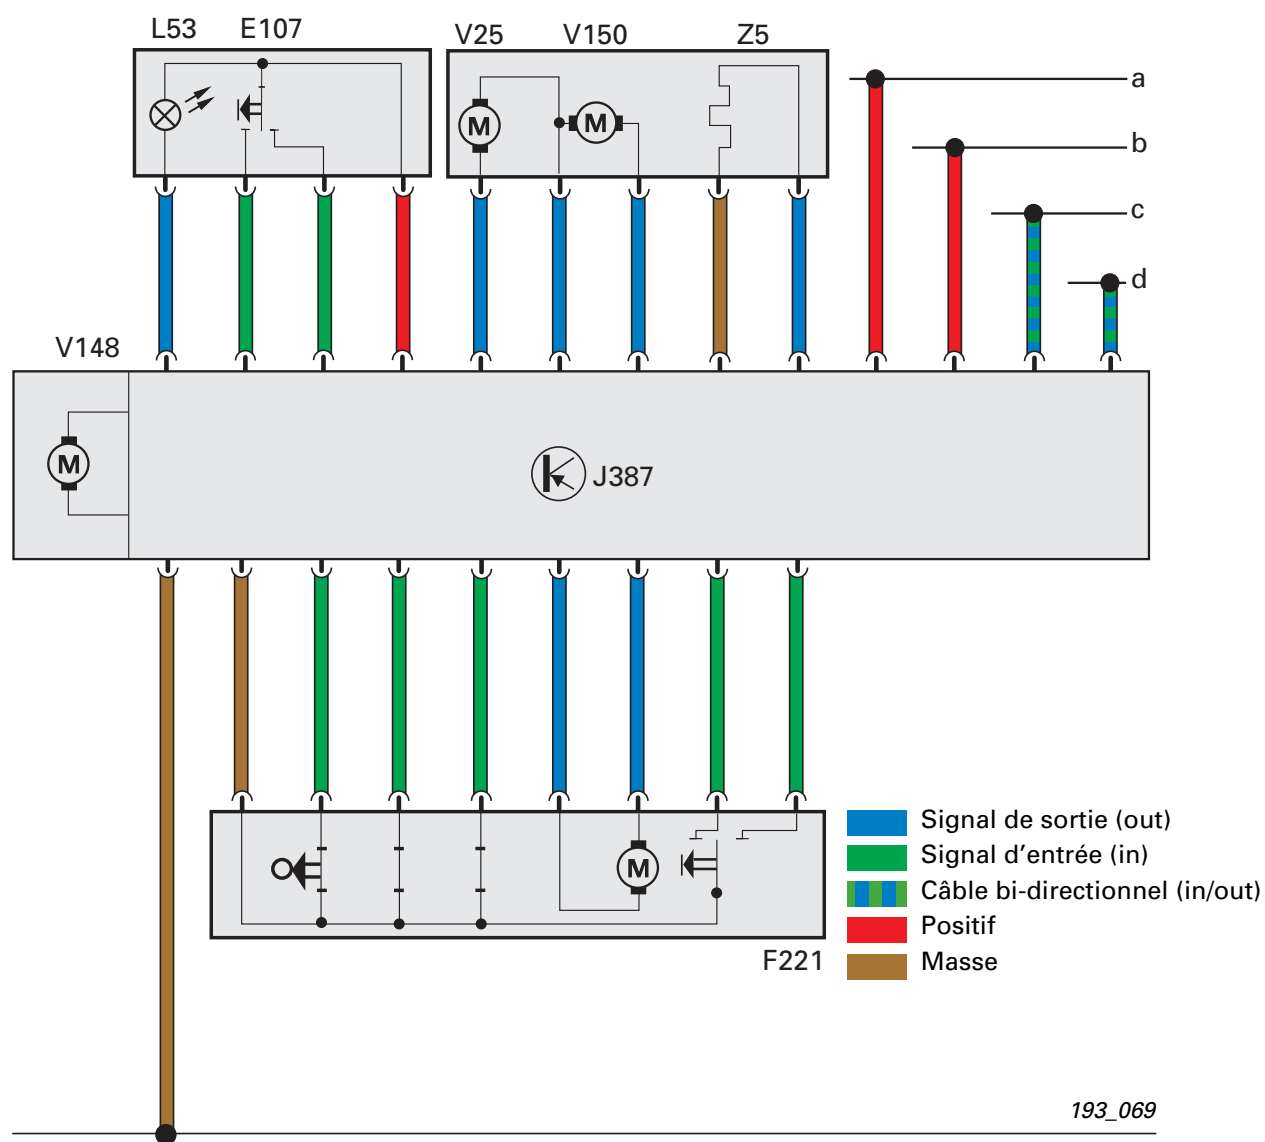 L53 E107
V25 V150 Z5
a
b
c
d
V148
M
M
M
J387
M
F221
Signal de sortie (out)
Signal d'entrée (in)
Câble bi-directionnel (in/out)
Positif
Masse
193_069